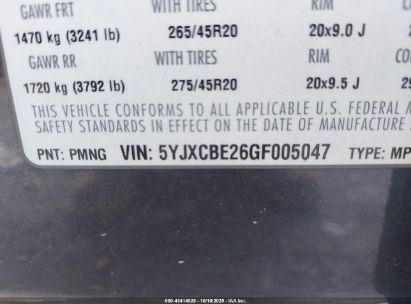 GAWR FRT WITH TIRES RIM
1470 kg (3241 lb) 265/45R20 20x9.0 J
GAWR RR WITH TIRES RIM
1720 kg (3792 lb) 275/45R20 20x9.5 J
THIS VEHICLE CONFORMS TO ALL APPLICABLE U.S. FEDERAL
SAFETY STANDARDS IN EFFECT ON THE DATE OF MANUFACTURE
PNT: PMNG VIN: 5YJXCBE26GF005047 TYPE: MP